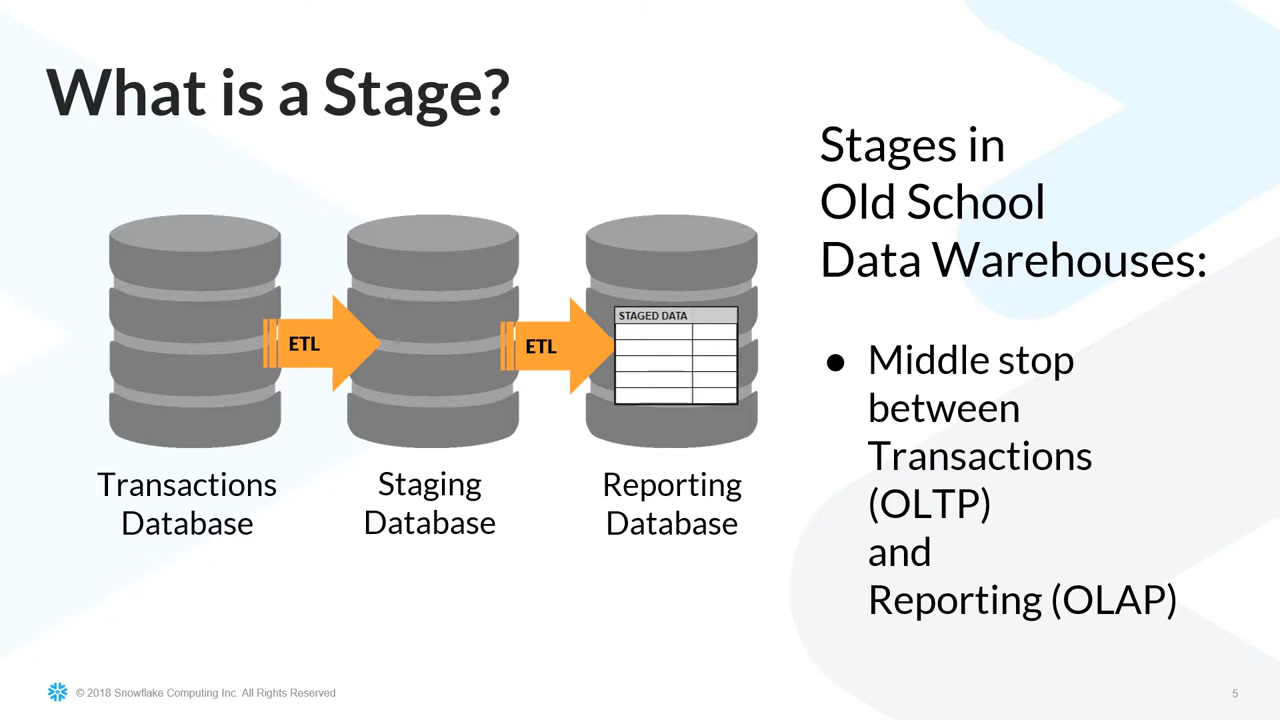 What is a Stage?
Stages in
Old School
Data Warehouses:
ETL
ETL
STAGED DATA
Transactions
Database
Staging
Database
Reporting
Database
● Middle stop
between
Transactions
(OLTP)
and
Reporting (OLAP)
© 2018 Snowflake Computing Inc. All Rights Reserved
5